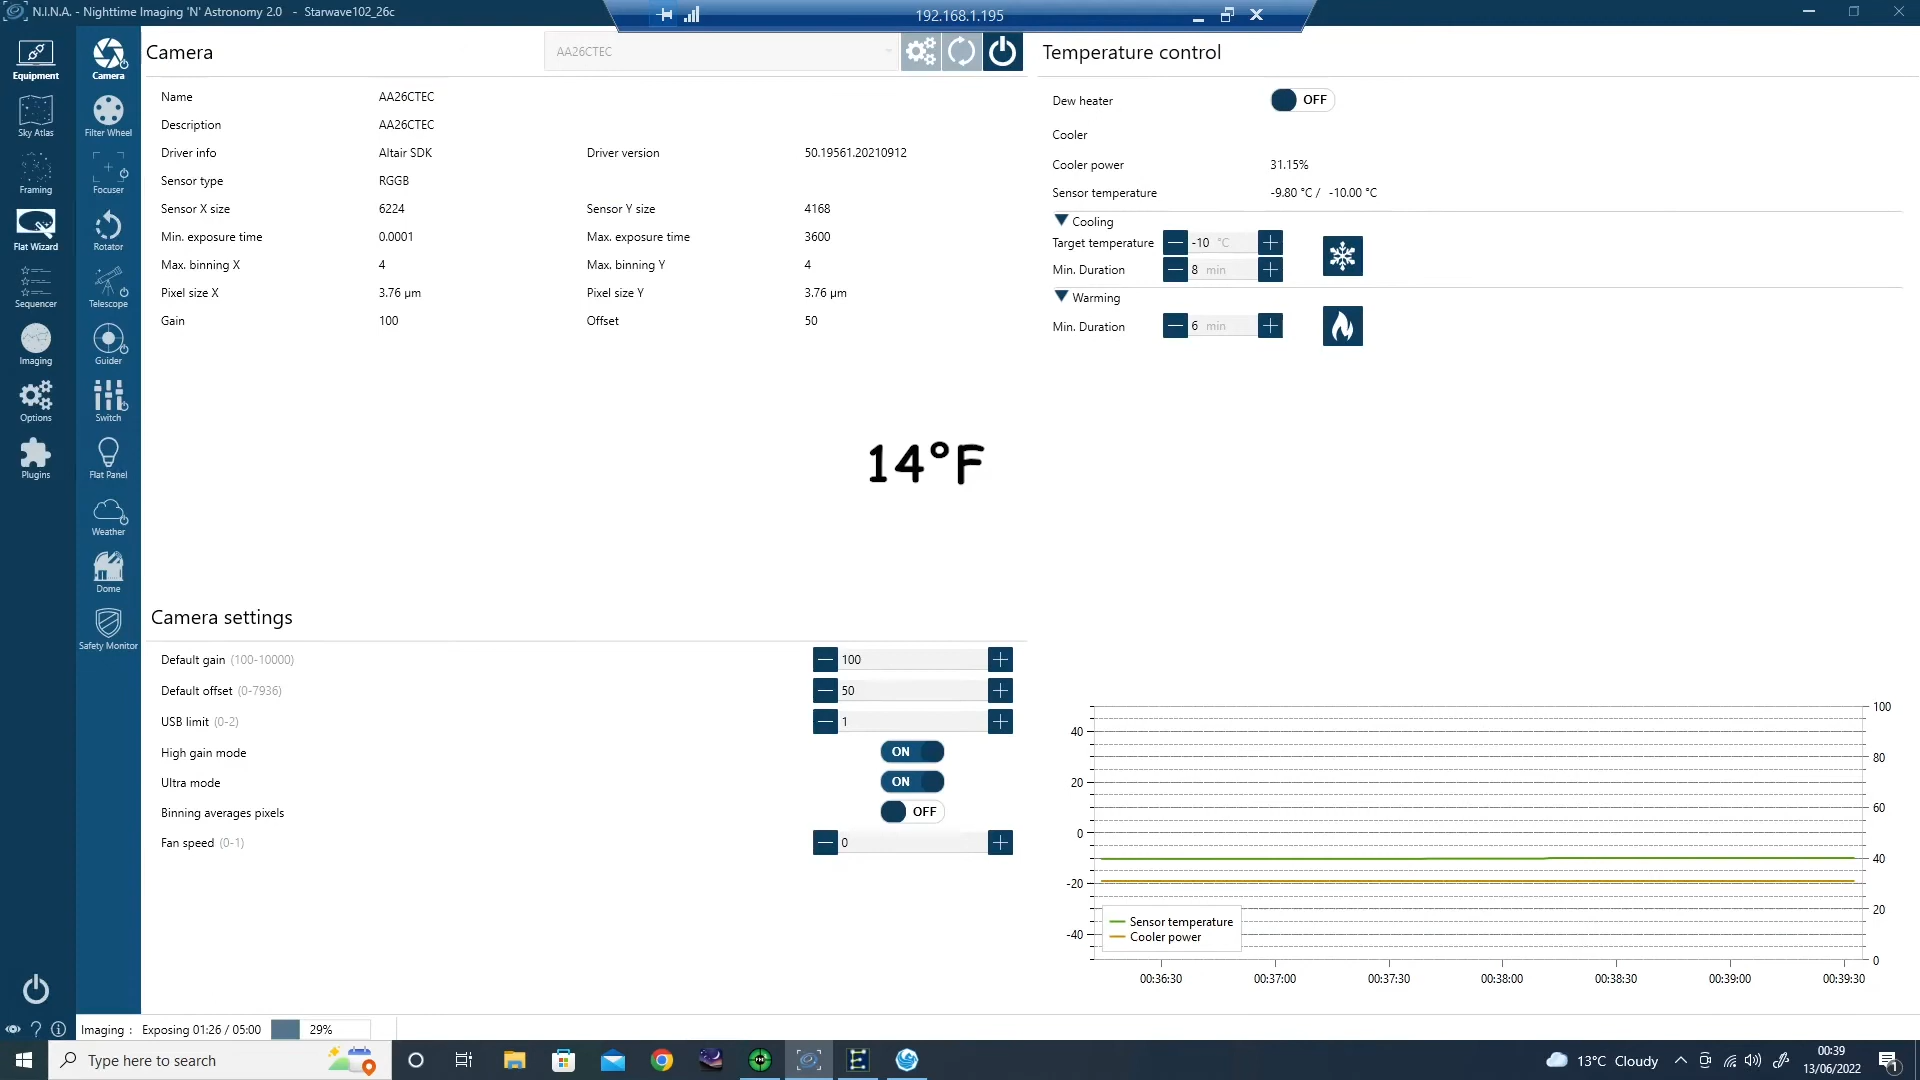 N.I.N.A. - Nighttime Imaging 'N' Astronomy 2.0 - Starwave102_26c
192.168.1.195
Equipment
Sky Atlas
Framing
Flat Wizard
Sequencer
Imaging
Options
Plugins
Camera
Filter Wheel
Focuser
Rotator
Telescope
Guider
Switch
Flat Panel
Weather
Dome
Safety Monitor
Camera
AA26CTEC
Name AA26CTEC
Description AA26CTEC
Driver info Altair SDK Driver version 50.19561.20210912
Sensor type RGGB
Sensor X size 6224 Sensor Y size 4168
Min. exposure time 0.0001 Max. exposure time 3600
Max. binning X 4 Max. binning Y 4
Pixel size X 3.76 µm Pixel size Y 3.76 µm
Gain 100 Offset 50
14°F
Camera settings
Default gain (100-10000) 100
Default offset (0-7936) 50
USB limit (0-2) 1
High gain mode ON
Ultra mode ON
Binning averages pixels OFF
Fan speed (0-1) 0
Temperature control
Dew heater OFF
Cooler
Cooler power 31.15%
Sensor temperature -9.80 °C / -10.00 °C
Cooling
Target temperature -10 °C
Min. Duration 8 min
Warming
Min. Duration 6 min
40
20
0
-20
-40
100
80
60
40
20
0
Sensor temperature
Cooler power
00:36:30 00:37:00 00:37:30 00:38:00 00:38:30 00:39:00 00:39:30
Imaging : Exposing 01:26 / 05:00 29%
Type here to search
13°C Cloudy
00:39
13/06/2022
1